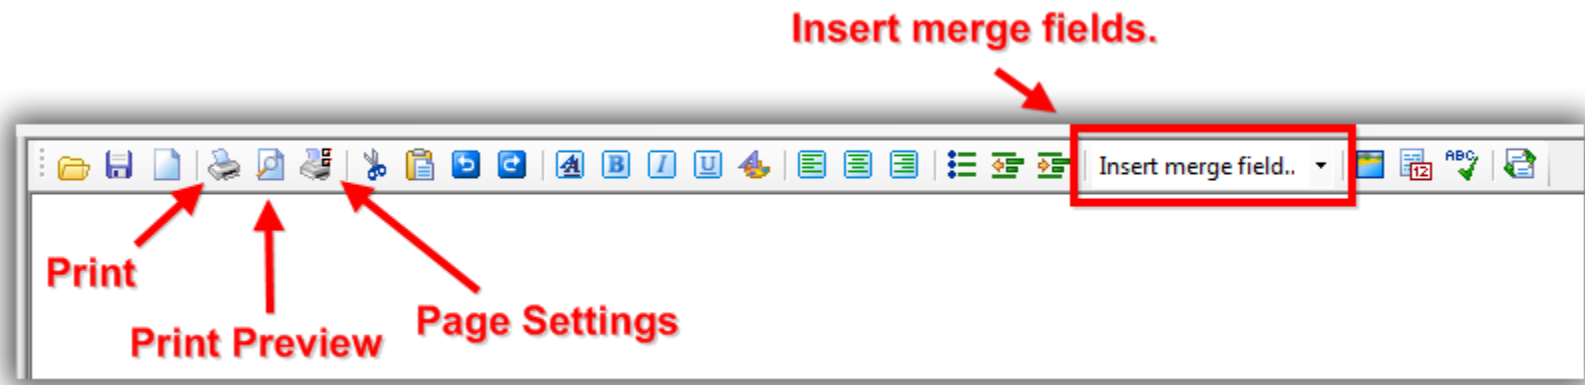 Insert merge fields.
A B I U Insert merge field.. 12 ABC
Print
Page Settings
Print Preview